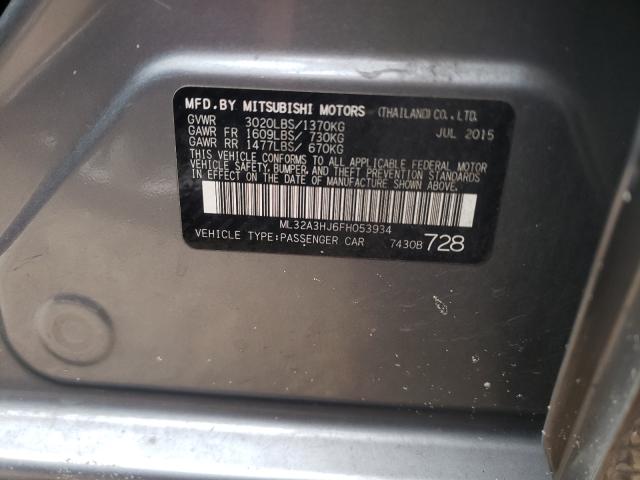 MFD.BY MITSUBISHI MOTORS (THAILAND) CO., LTD.
GVWR 3020LBS/1370KG JUL 2015
GAWR FR 1609LBS/ 730KG
GAWR RR 1477LBS/ 670KG
THIS VEHICLE CONFORMS TO ALL APPLICABLE FEDERAL MOTOR
VEHICLE SAFETY, BUMPER, AND THEFT PREVENTION STANDARDS
IN EFFECT ON THE DATE OF MANUFACTURE SHOWN ABOVE.
ML32A3HJ6FH053934
VEHICLE TYPE:PASSENGER CAR 7430B 728